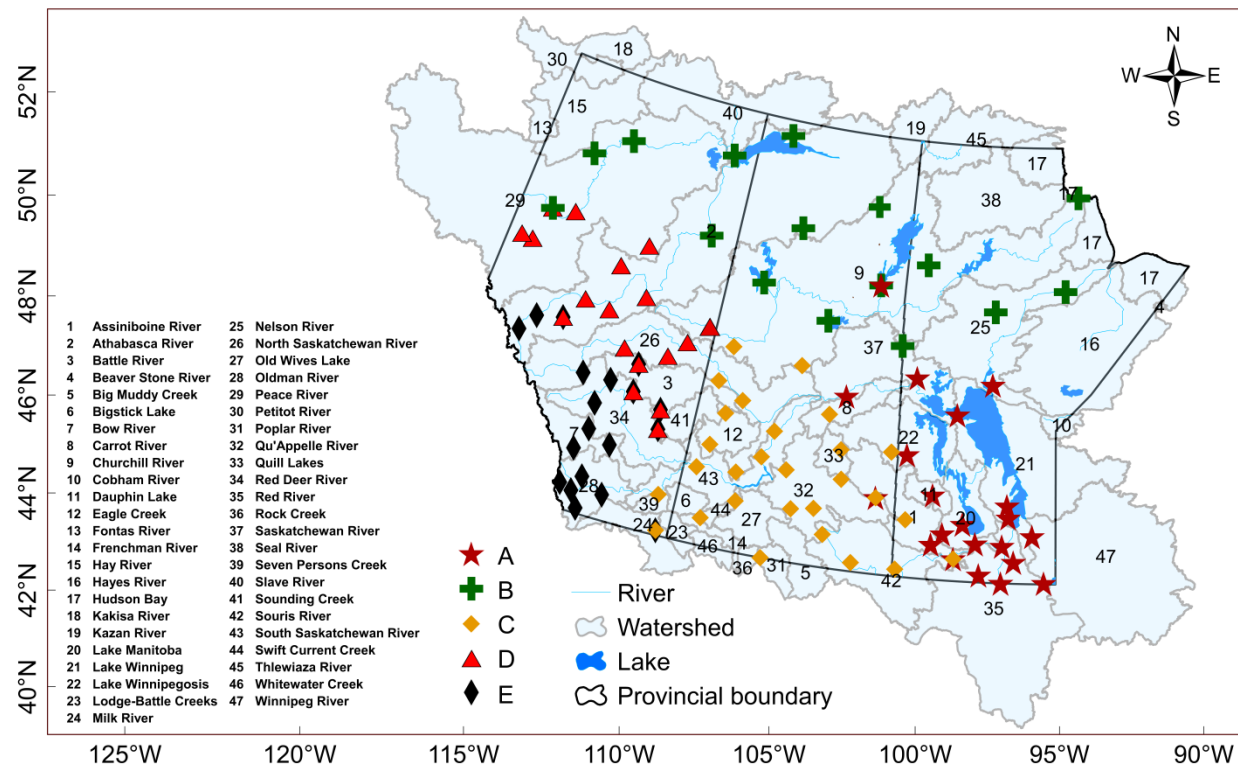 N
W E
S
52°N
50°N
48°N
46°N
44°N
42°N
40°N
18
30
15
13
40
19
45
17
38
29
17
2
17
9
17
4
25
26
37
16
3
8
10
34
41
12
22
7
33
21
43
28
32
11
39
6
44
1
20
27
47
24
23
46
14
42
36
31
5
35
1 Assiniboine River
2 Athabasca River
3 Battle River
4 Beaver Stone River
5 Big Muddy Creek
6 Bigstick Lake
7 Bow River
8 Carrot River
9 Churchill River
10 Cobham River
11 Dauphin Lake
12 Eagle Creek
13 Fontas River
14 Frenchman River
15 Hay River
16 Hayes River
17 Hudson Bay
18 Kakisa River
19 Kazan River
20 Lake Manitoba
21 Lake Winnipeg
22 Lake Winnipegosis
23 Lodge-Battle Creeks
24 Milk River
25 Nelson River
26 North Saskatchewan River
27 Old Wives Lake
28 Oldman River
29 Peace River
30 Petitot River
31 Poplar River
32 Qu'Appelle River
33 Quill Lakes
34 Red Deer River
35 Red River
36 Rock Creek
37 Saskatchewan River
38 Seal River
39 Seven Persons Creek
40 Slave River
41 Sounding Creek
42 Souris River
43 South Saskatchewan River
44 Swift Current Creek
45 Thlewiaza River
46 Whitewater Creek
47 Winnipeg River
A
B
C
D
E
River
Watershed
Lake
Provincial boundary
125°W 120°W 110°W 105°W 100°W 95°W 90°W